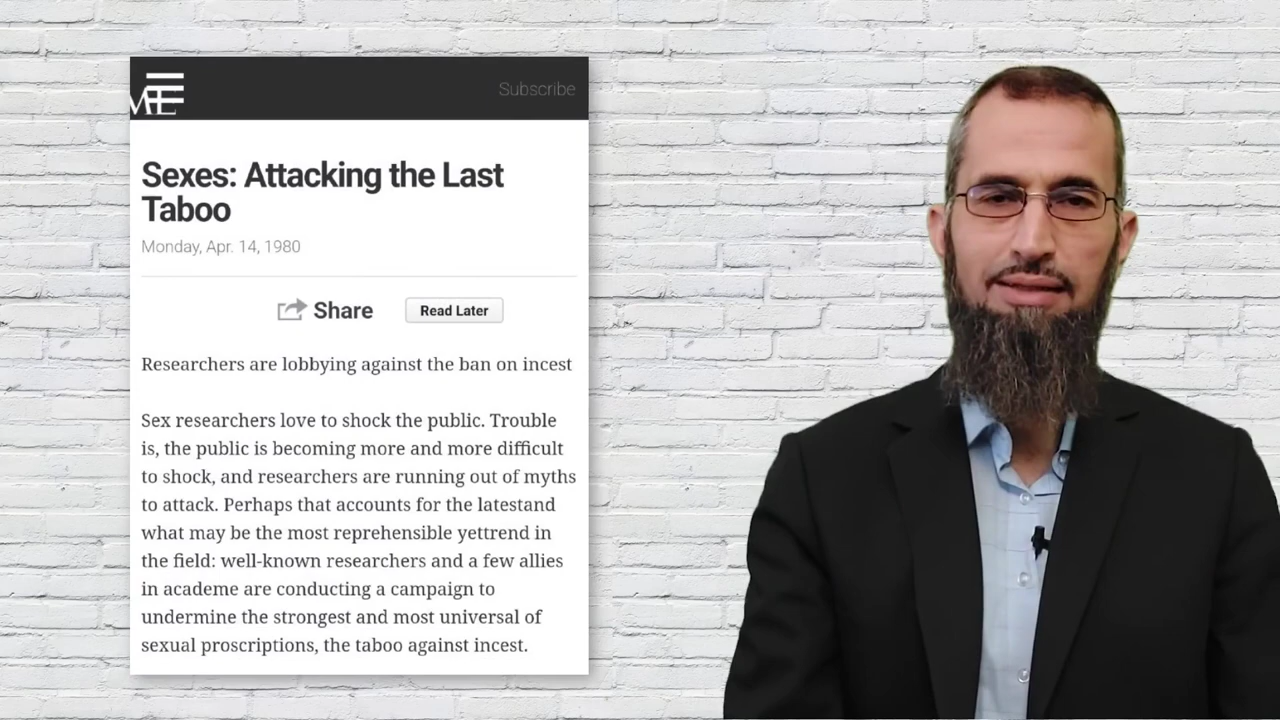 Subscribe
Sexes: Attacking the Last
Taboo
Monday, Apr. 14, 1980
Share
Read Later
Researchers are lobbying against the ban on incest
Sex researchers love to shock the public. Trouble
is, the public is becoming more and more difficult
to shock, and researchers are running out of myths
to attack. Perhaps that accounts for the latestand
what may be the most reprehensible yettrend in
the field: well-known researchers and a few allies
in academe are conducting a campaign to
undermine the strongest and most universal of
sexual proscriptions, the taboo against incest.